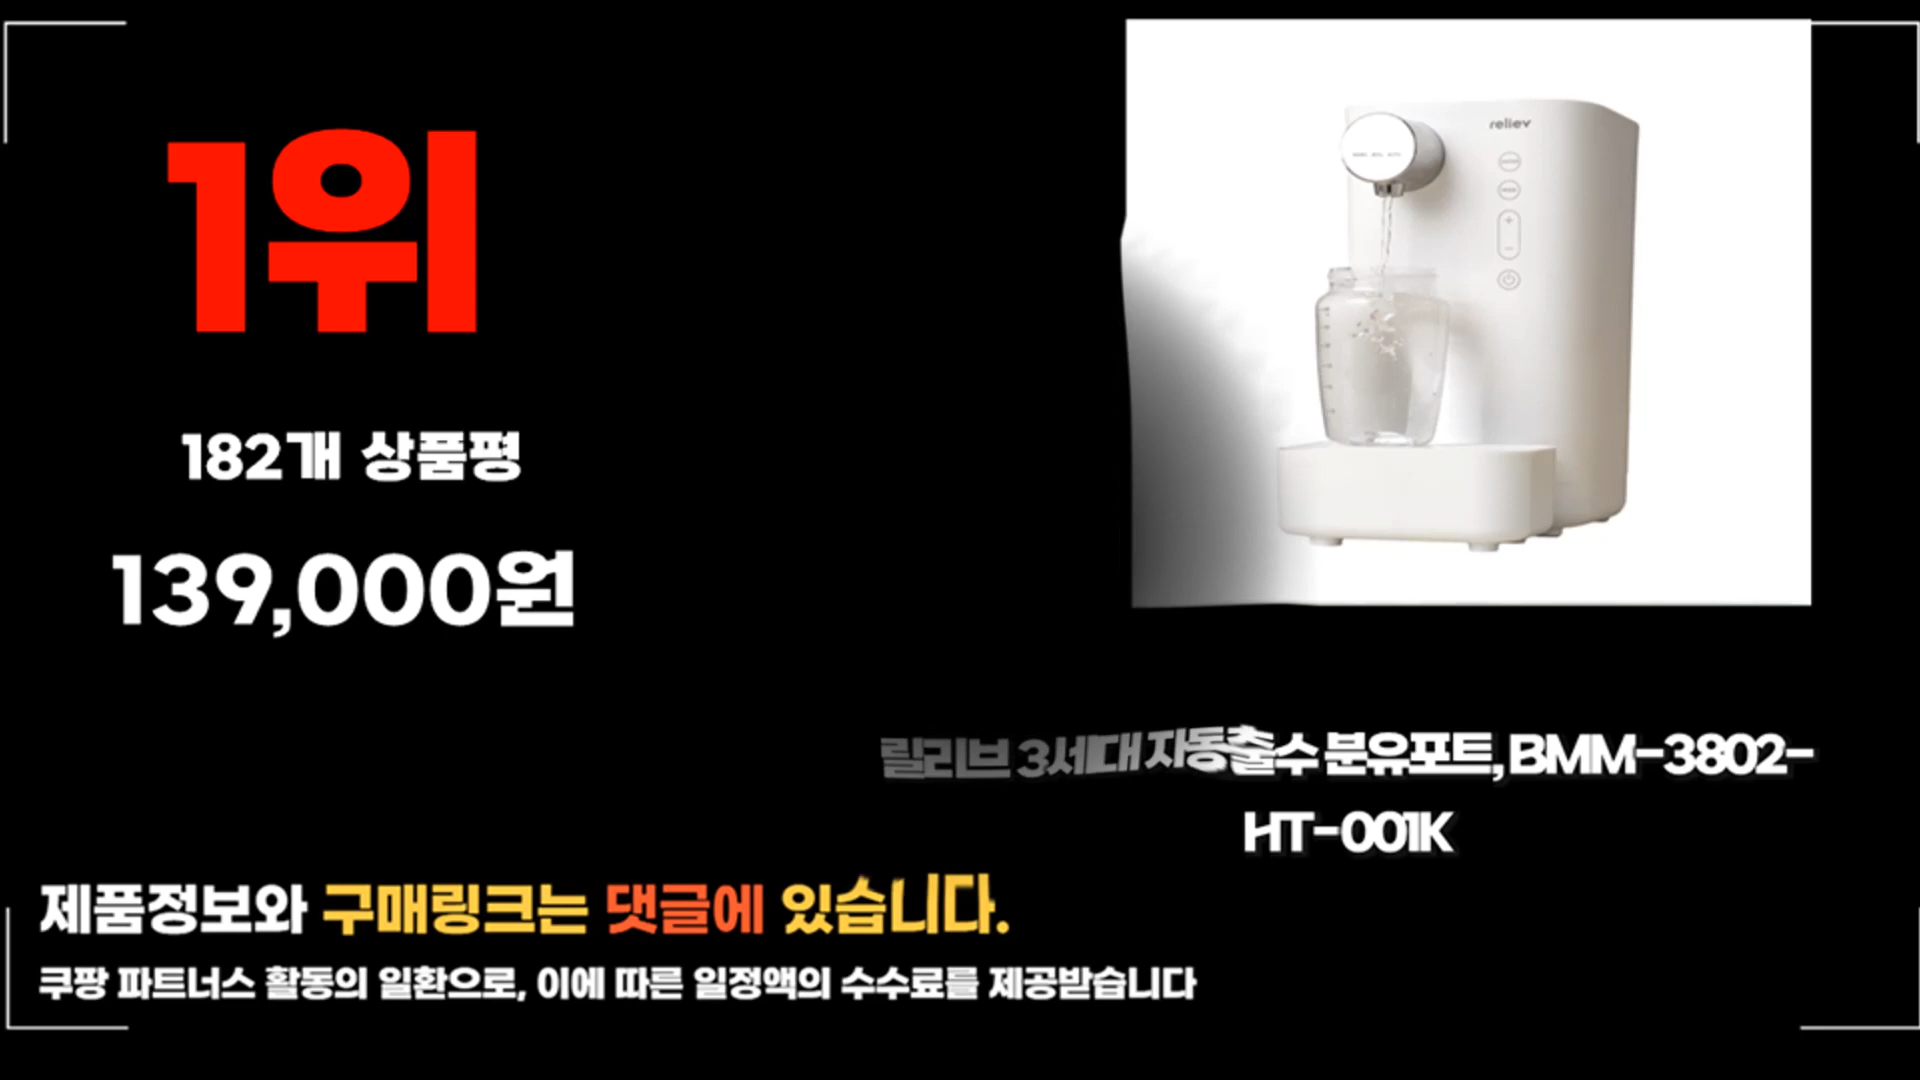 1위
182개 상품평
139,000원
reliev
릴리브 3세대 자동출수 분유포트, BMM-3802-
HT-001K
제품정보와 구매링크는 댓글에 있습니다.
쿠팡 파트너스 활동의 일환으로, 이에 따른 일정액의 수수료를 제공받습니다